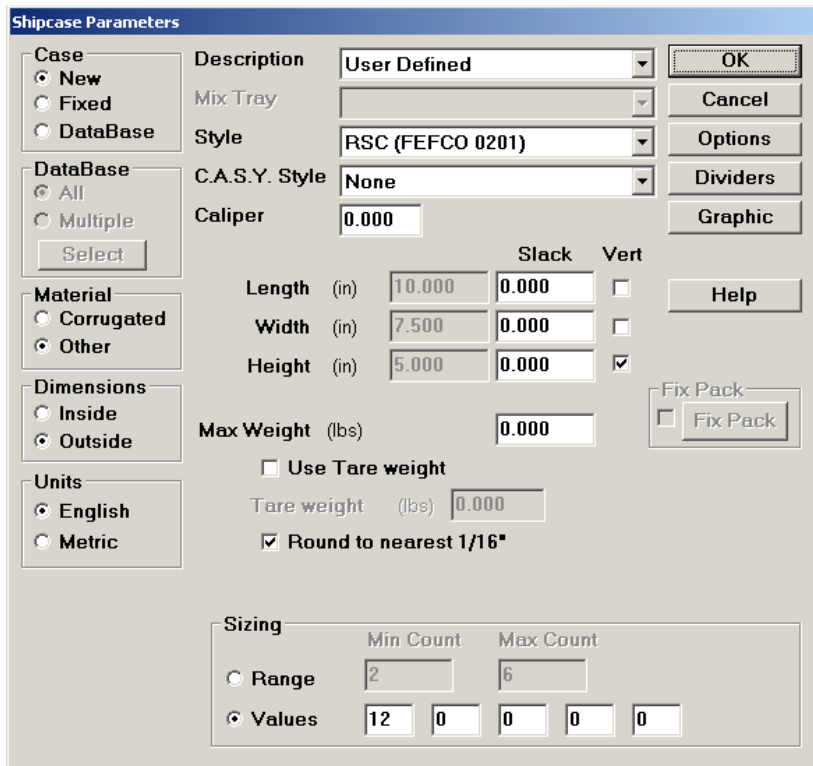 Shipcase Parameters
Case
New
Fixed
DataBase
DataBase
All
Multiple
Select
Material
Corrugated
Other
Dimensions
Inside
Outside
Units
English
Metric
Description User Defined
Mix Tray
Style RSC (FEFCO 0201)
C.A.S.Y. Style None
Caliper 0.000
Slack Vert
Length (in) 10.000 0.000
Width (in) 7.500 0.000
Height (in) 5.000 0.000
Max Weight (lbs) 0.000
Use Tare weight
Tare weight (lbs) 0.000
Round to nearest 1/16"
OK
Cancel
Options
Dividers
Graphic
Help
Fix Pack
Fix Pack
Sizing
Min Count Max Count
Range 2 6
Values 12 0 0 0 0